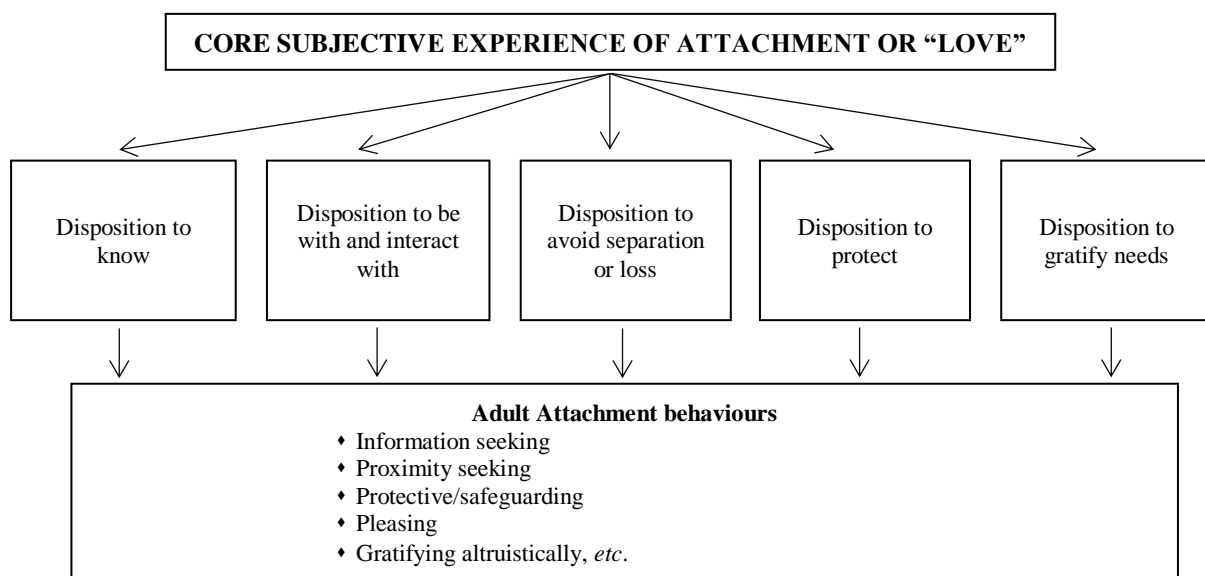 CORE SUBJECTIVE EXPERIENCE OF ATTACHMENT OR “LOVE”
Disposition to
know
Disposition to be
with and interact
with
Disposition to
avoid separation
or loss
Disposition to
protect
Disposition to
gratify needs
Adult Attachment behaviours
♦ Information seeking
♦ Proximity seeking
♦ Protective/safeguarding
♦ Pleasing
♦ Gratifying altruistically, etc.